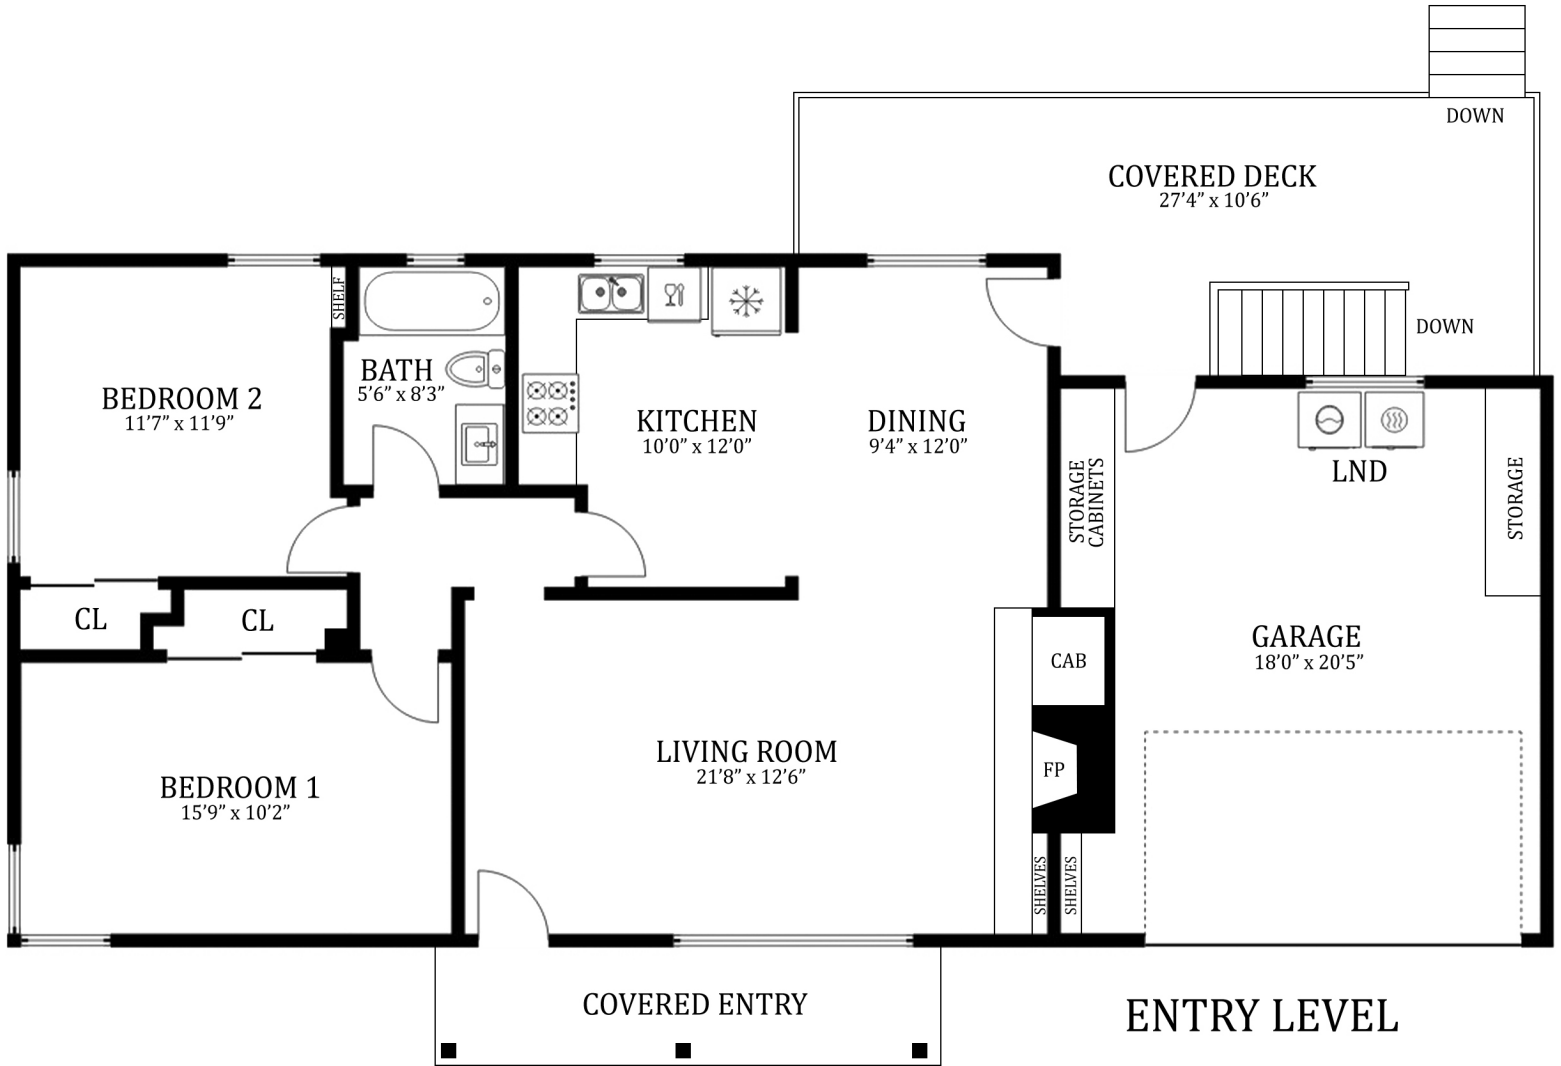 DOWN
COVERED DECK
27’4” x 10’6”
DOWN
SHELF
BATH
5’6” x 8’3”
BEDROOM 2
11’7” x 11’9”
KITCHEN
10’0” x 12’0”
DINING
9’4” x 12’0”
STORAGE
CABINETS
LND
STORAGE
CL
CL
GARAGE
18’0” x 20’5”
CAB
LIVING ROOM
21’8” x 12’6”
FP
BEDROOM 1
15’9” x 10’2”
SHELVES
SHELVES
COVERED ENTRY
ENTRY LEVEL